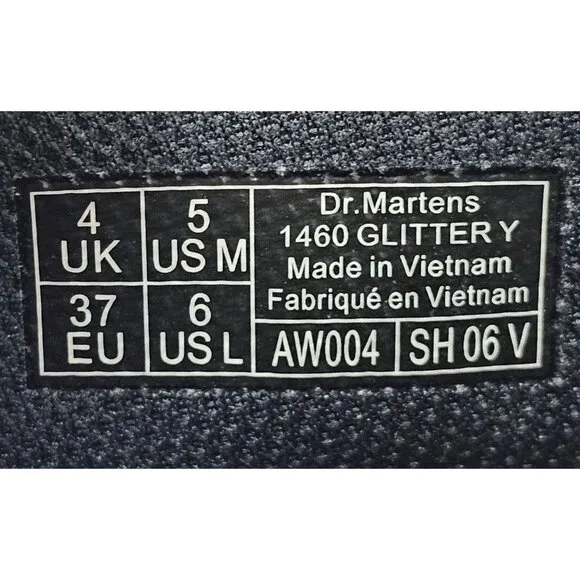 4
UK
5
US M
37
EU
6
US L
Dr.Martens
1460 GLITTER Y
Made in Vietnam
Fabriqué en Vietnam
AW004
SH 06 V